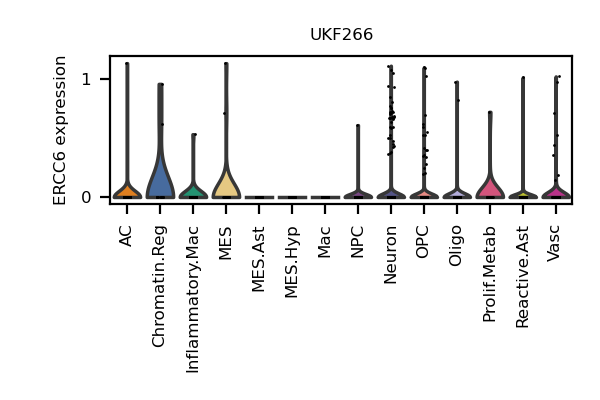 UKF266
ERCC6 expression
1
0
AC
Chromatin.Reg
Inflammatory.Mac
MES
MES.Ast
MES.Hyp
Mac
NPC
Neuron
OPC
Oligo
Prolif.Metab
Reactive.Ast
Vasc